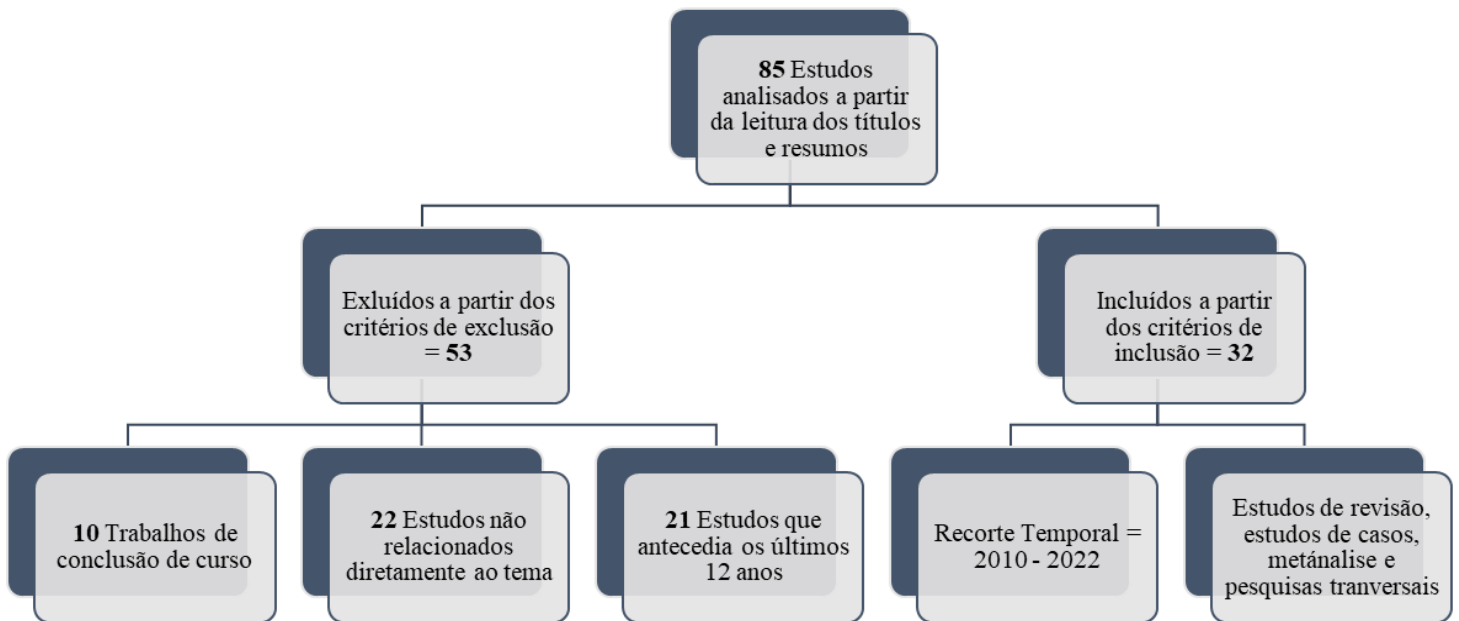 85 Estudos
analisados a partir
da leitura dos títulos
e resumos
Exluídos a partir dos
critérios de exclusão
= 53
Incluídos a partir
dos critérios de
inclusão = 32
10 Trabalhos de
conclusão de curso
22 Estudos não
relacionados
diretamente ao tema
21 Estudos que
antecedia os últimos
12 anos
Recorte Temporal =
2010 - 2022
Estudos de revisão,
estudos de casos,
metánalise e
pesquisas tranversais